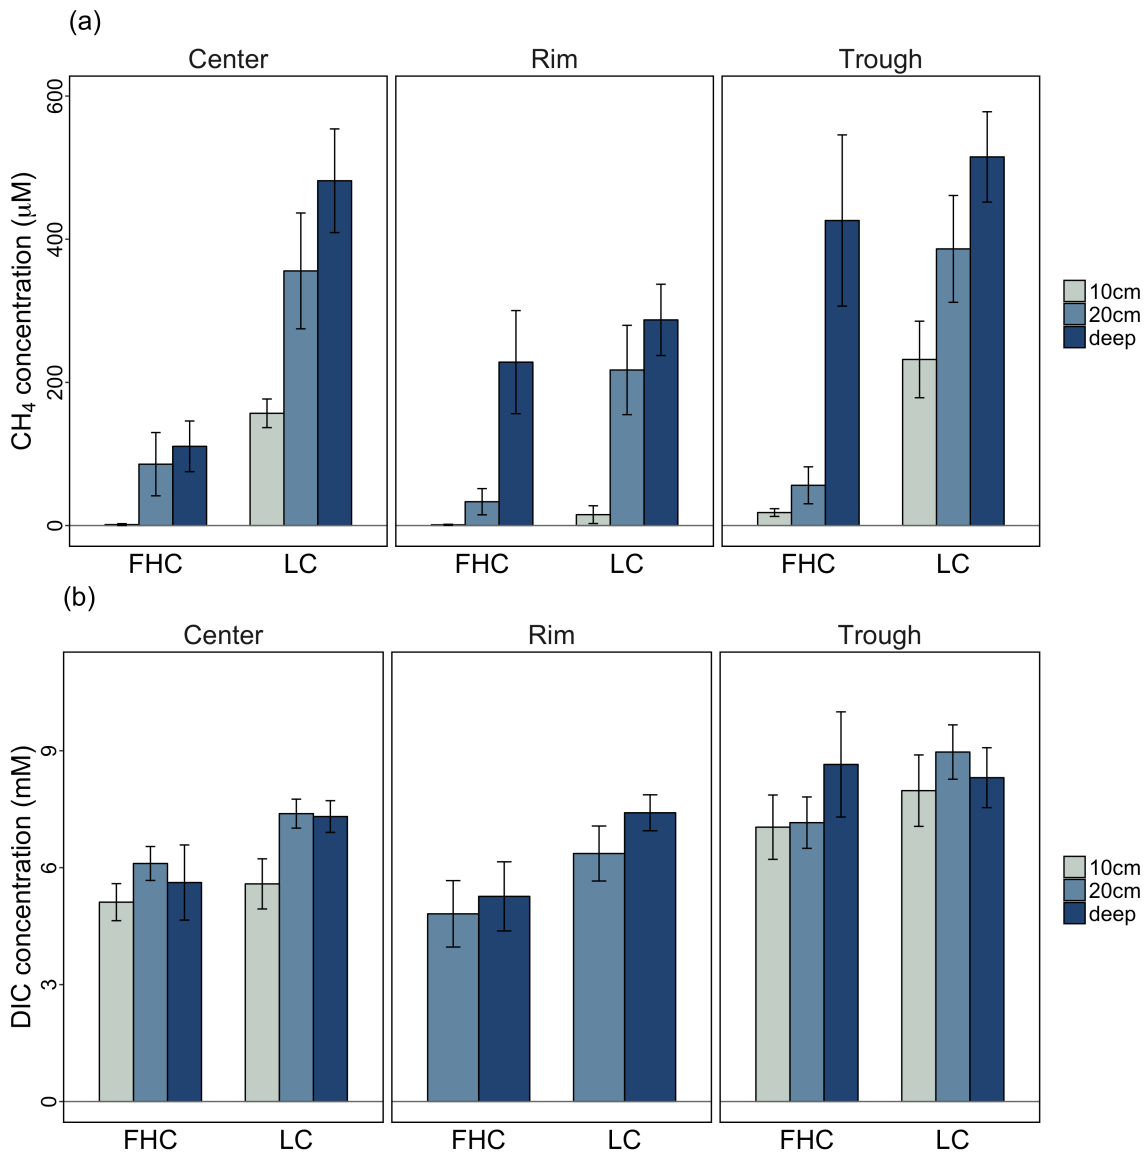 (a)
Center Rim Trough
CH₄ concentration (μM)
600
400
200
0
10cm
20cm
deep
FHC LC FHC LC FHC LC
(b)
Center Rim Trough
DIC concentration (mM)
9
6
3
0
10cm
20cm
deep
FHC LC FHC LC FHC LC